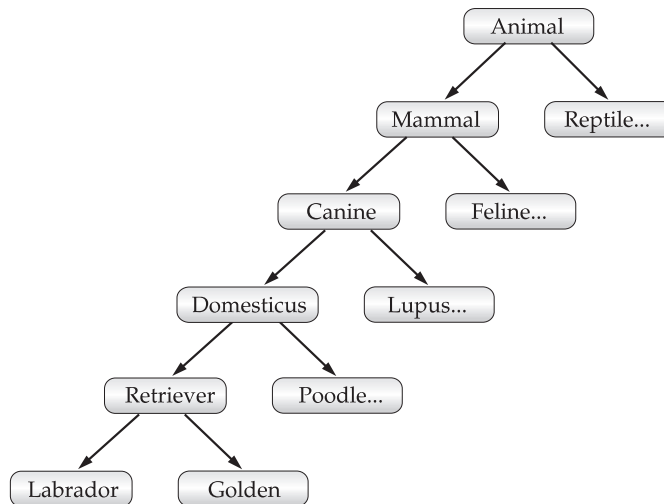 Animal
Mammal
Reptile...
Canine
Feline...
Domesticus
Lupus...
Retriever
Poodle...
Labrador
Golden